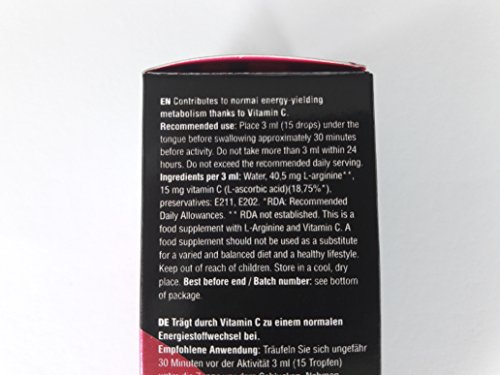 EN Contributes to normal energy-yielding
metabolism thanks to Vitamin C.
Recommended use: Place 3 ml (15 drops) under the
tongue before swallowing approximately 30 minutes
before activity. Do not take more than 3 ml within 24
hours. Do not exceed the recommended daily serving.
Ingredients per 3 ml: Water, 40,5 mg L-arginine**,
15 mg vitamin C (L-ascorbic acid)(18,75%*),
preservatives: E211, E202. *RDA: Recommended
Daily Allowances. ** RDA not established. This is a
food supplement with L-Arginine and Vitamin C. A
food supplement should not be used as a substitute
for a varied and balanced diet and a healthy lifestyle.
Keep out of reach of children. Store in a cool, dry
place. Best before end / Batch number: see bottom
of package.
DE Trägt durch Vitamin C zu einem normalen
Energiestoffwechsel bei.
Empfohlene Anwendung: Träufeln Sie sich ungefähr
30 Minuten vor der Aktivität 3 ml (15 Tropfen)